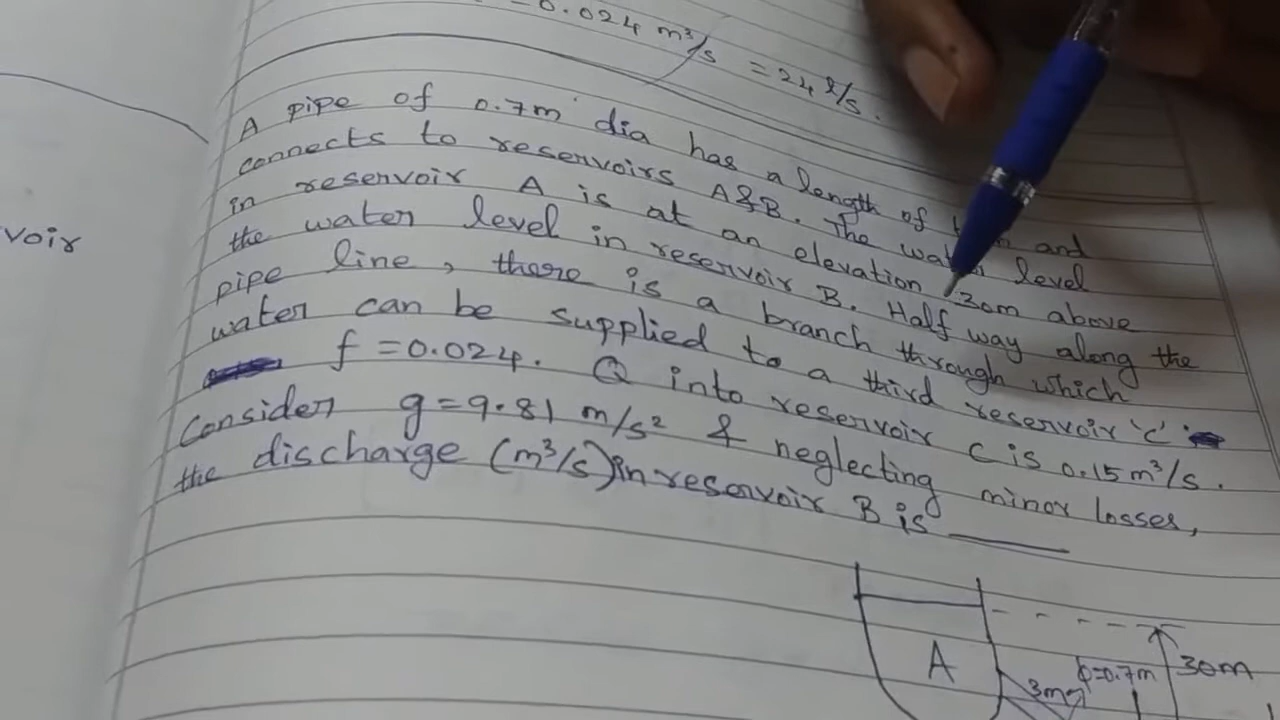 = 0.024 m³/s = 24 l/s.
A pipe of 0.7m dia has a length of and
connects to reservoirs A&B. The water level
in reservoir A is at an elevation 30m above
the water level in reservoir B. Half way along the
pipe line, there is a branch through which
water can be supplied to a third reservoir 'c'
f = 0.024. Q into reservoir C is 0.15 m³/s.
Consider g = 9.81 m/s² & neglecting minor losses,
the discharge (m³/s) in reservoir B is ____
voir
A
ϕ=0.7m
30m